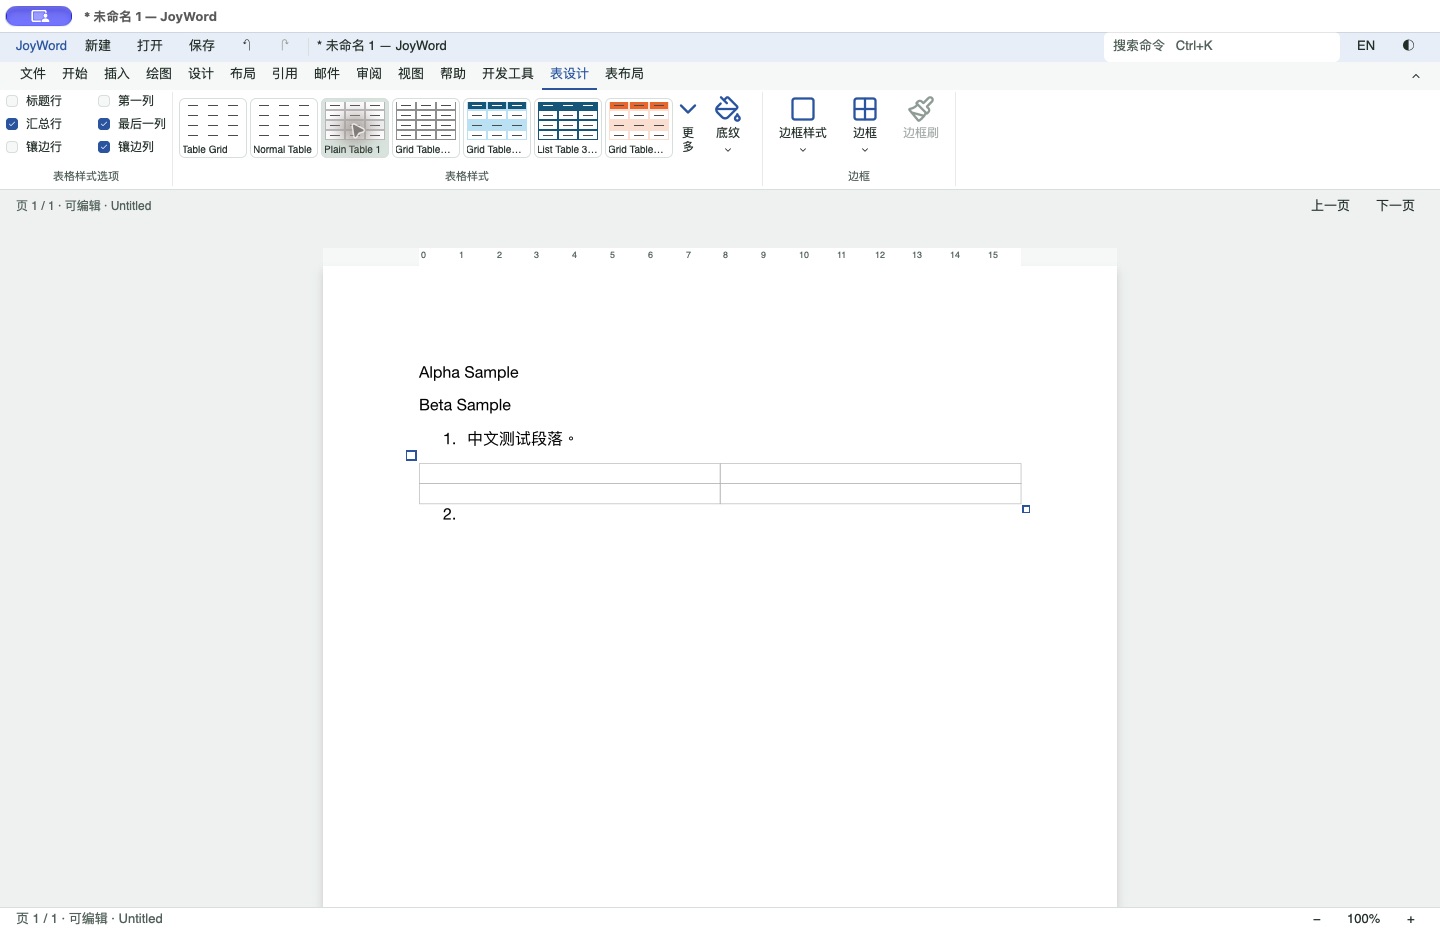 * 未命名 1 — JoyWord
JoyWord 新建 打开 保存 * 未命名 1 — JoyWord 搜索命令 Ctrl+K EN
文件 开始 插入 绘图 设计 布局 引用 邮件 审阅 视图 帮助 开发工具 表设计 表布局
标题行 第一列
汇总行 最后一列
镶边行 镶边列
表格样式选项
Table Grid Normal Table Plain Table 1 Grid Table... Grid Table... List Table 3... Grid Table...
更多
表格样式
底纹
边框样式 边框 边框刷
边框
页 1 / 1 · 可编辑 · Untitled 上一页 下一页
0 1 2 3 4 5 6 7 8 9 10 11 12 13 14 15
Alpha Sample
Beta Sample
1. 中文测试段落。
2.
页 1 / 1 · 可编辑 · Untitled − 100% +